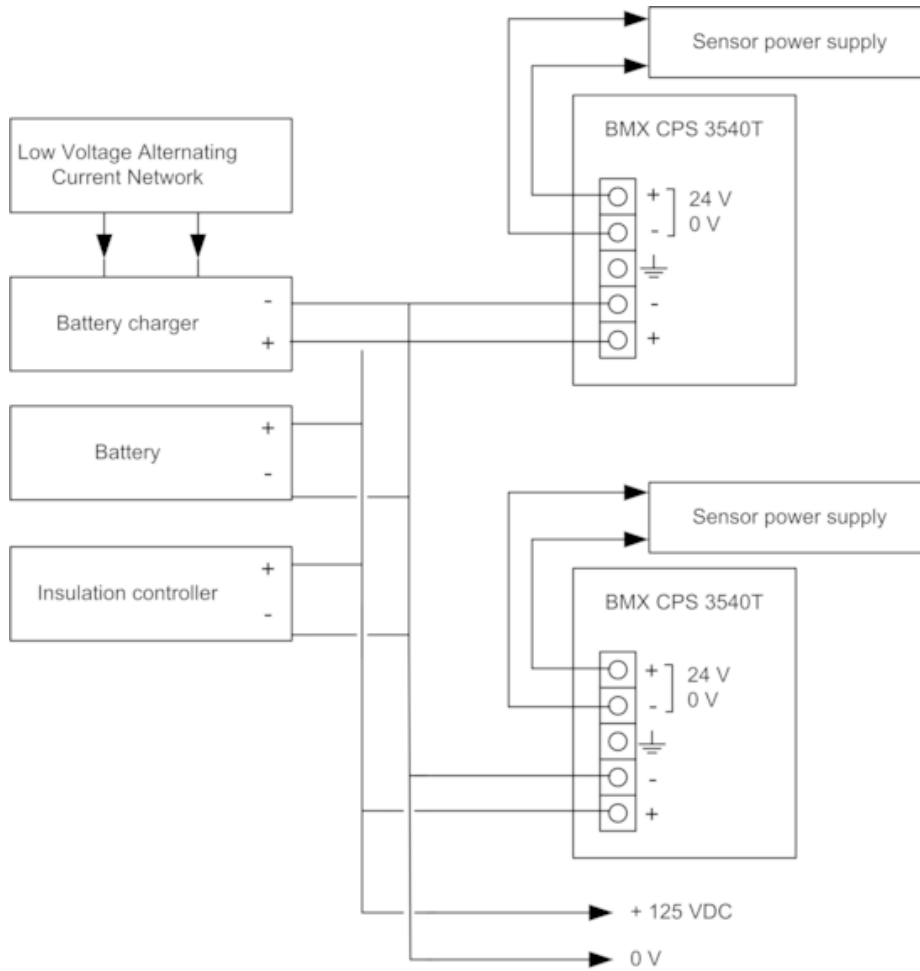 Sensor power supply
BMX CPS 3540T
Low Voltage Alternating
Current Network
+ 24 V
- 0 V
Battery charger
-
+
-
+
Battery
+
-
Sensor power supply
Insulation controller
+
-
BMX CPS 3540T
+ 24 V
- 0 V
-
+
+ 125 VDC
0 V